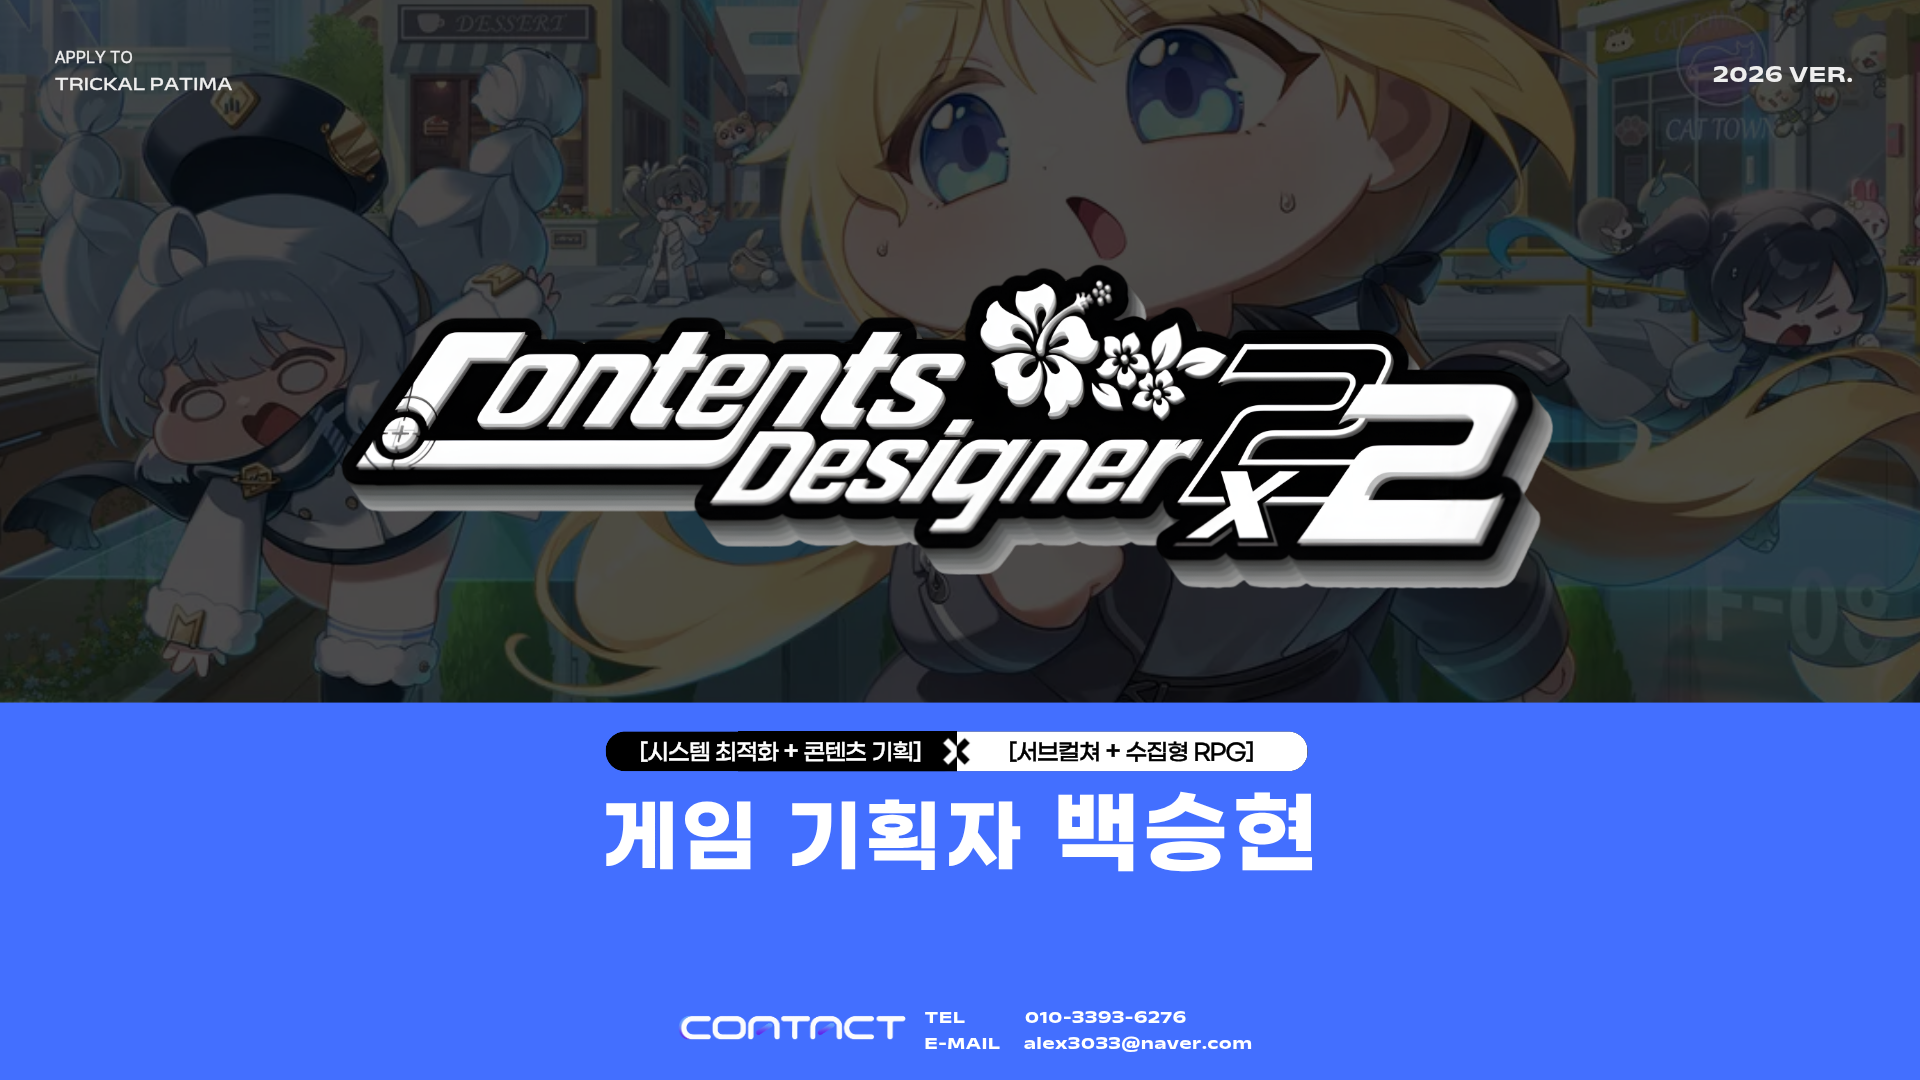 APPLY TO
TRICKAL PATIMA
2026 VER.
DESSERT
CAT TOWN
Contents
Designer
x2
F-08
[시스템 최적화 + 콘텐츠 기획] X [서브컬쳐 + 수집형 RPG]
게임 기획자 백승현
CONTACT
TEL 010-3393-6276
E-MAIL alex3033@naver.com